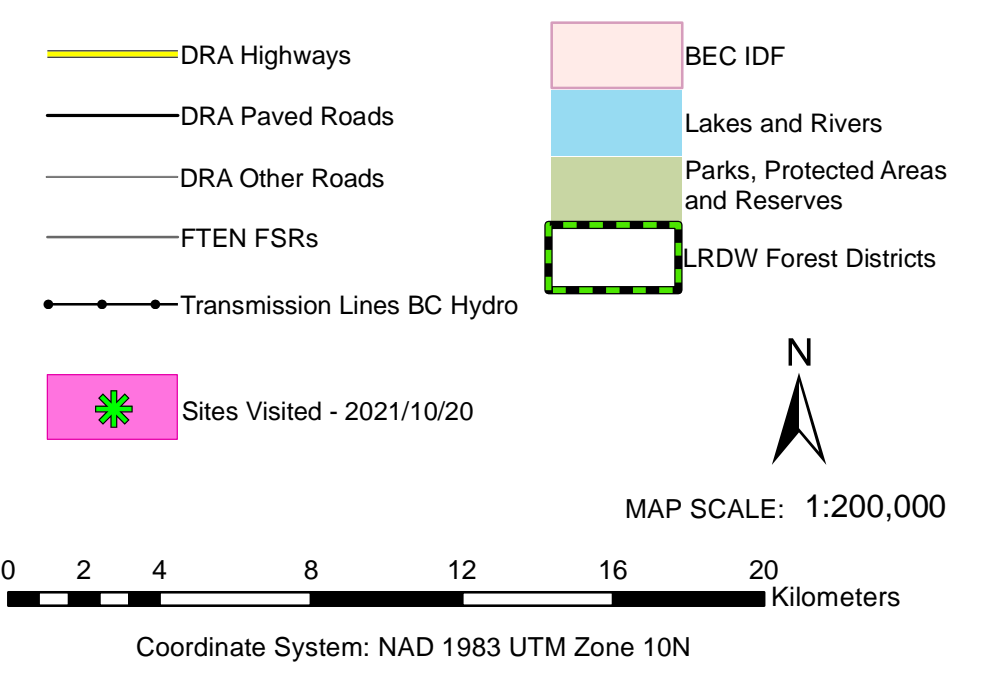 DRA Highways
DRA Paved Roads
DRA Other Roads
FTEN FSRs
Transmission Lines BC Hydro
Sites Visited - 2021/10/20
BEC IDF
Lakes and Rivers
Parks, Protected Areas
and Reserves
LRDW Forest Districts
N
MAP SCALE: 1:200,000
0 2 4 8 12 16 20
Kilometers
Coordinate System: NAD 1983 UTM Zone 10N